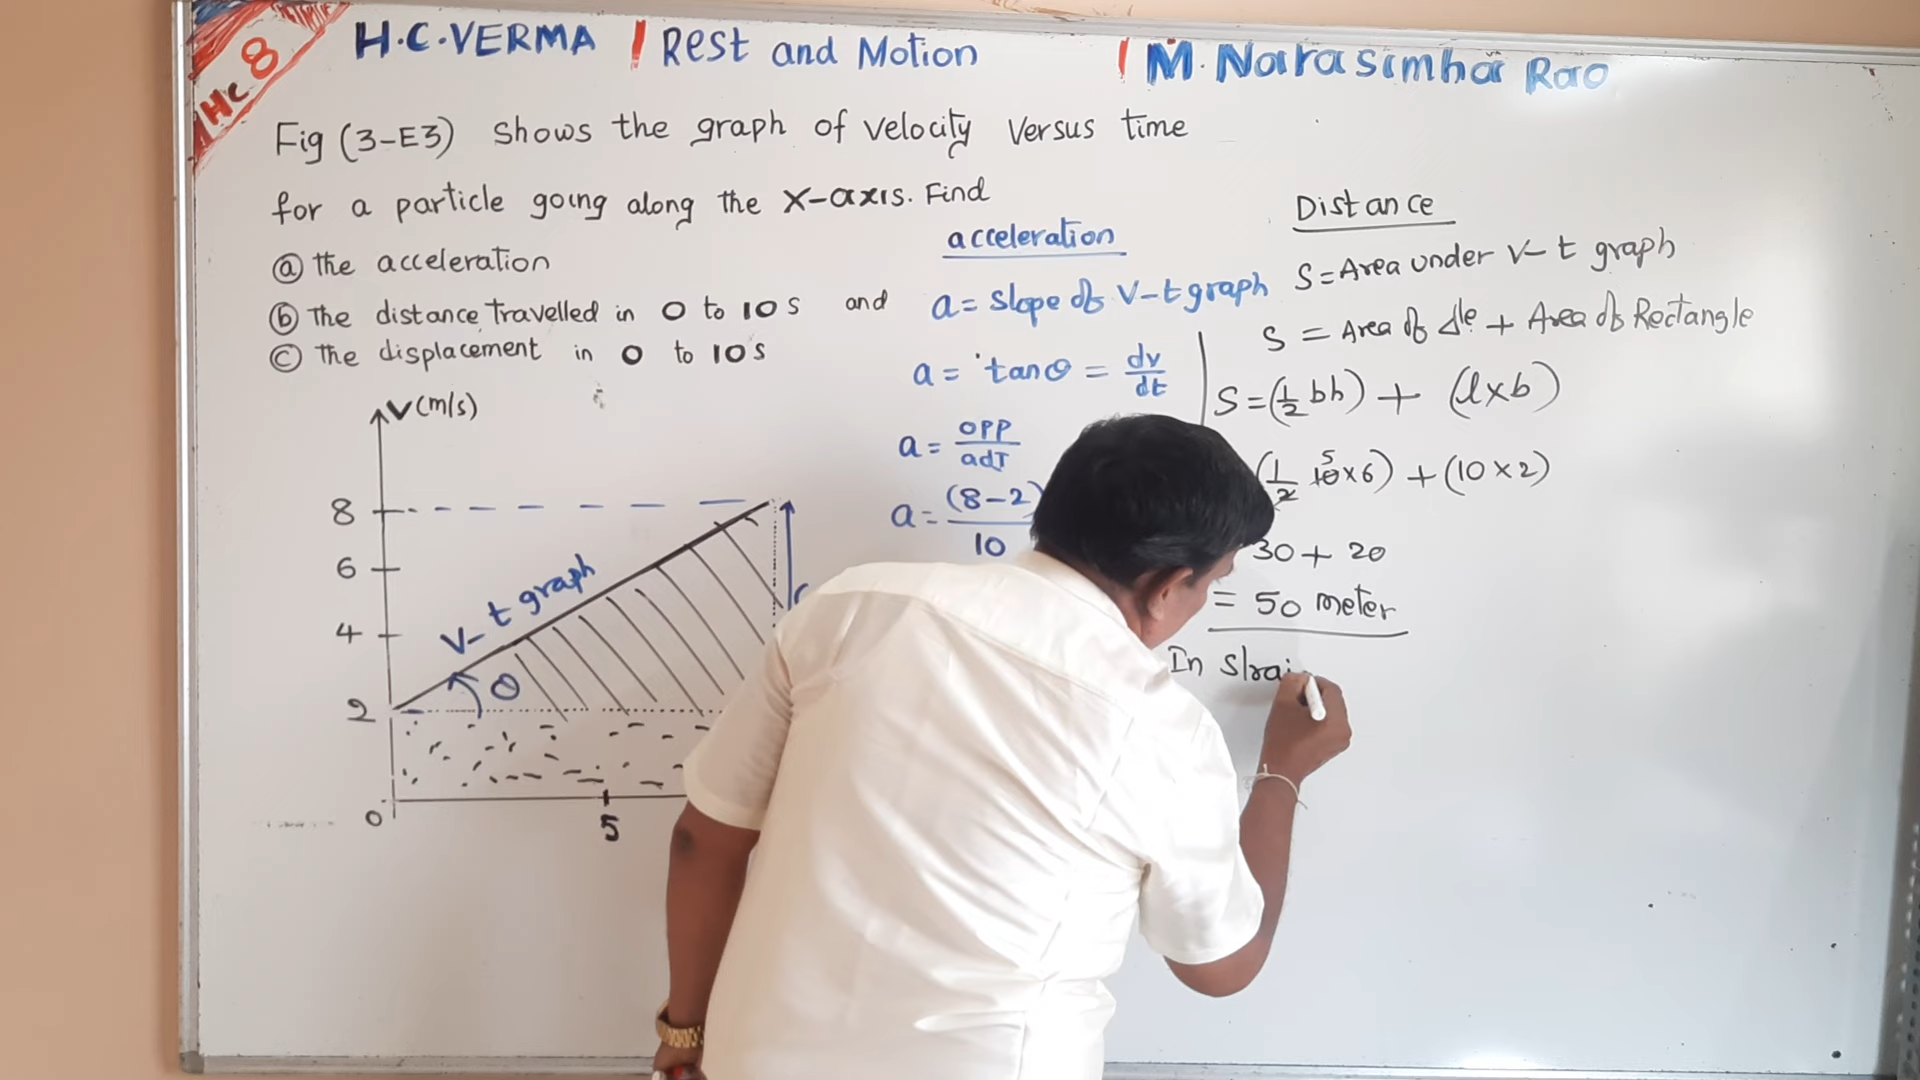 HC 8
H.C.VERMA | Rest and Motion | M. Narasimha Rao
Fig (3-E3) Shows the graph of velocity Versus time
for a particle going along the X-axis. Find
ⓐ the acceleration
ⓑ the distance travelled in 0 to 10s and
ⓒ the displacement in 0 to 10s
V(m/s)
8
6
4
2
0
5
V-t graph
θ
acceleration
a = slope of V-t graph
a = tanθ = dv/dt
a = opp/adJ
a = (8-2)/10
Distance
S = Area under V-t graph
S = Area of Δle + Area of Rectangle
S = (1/2 bh) + (l×b)
(1/2 10 5 ×6) + (10×2)
30 + 20
= 50 meter
In Strai